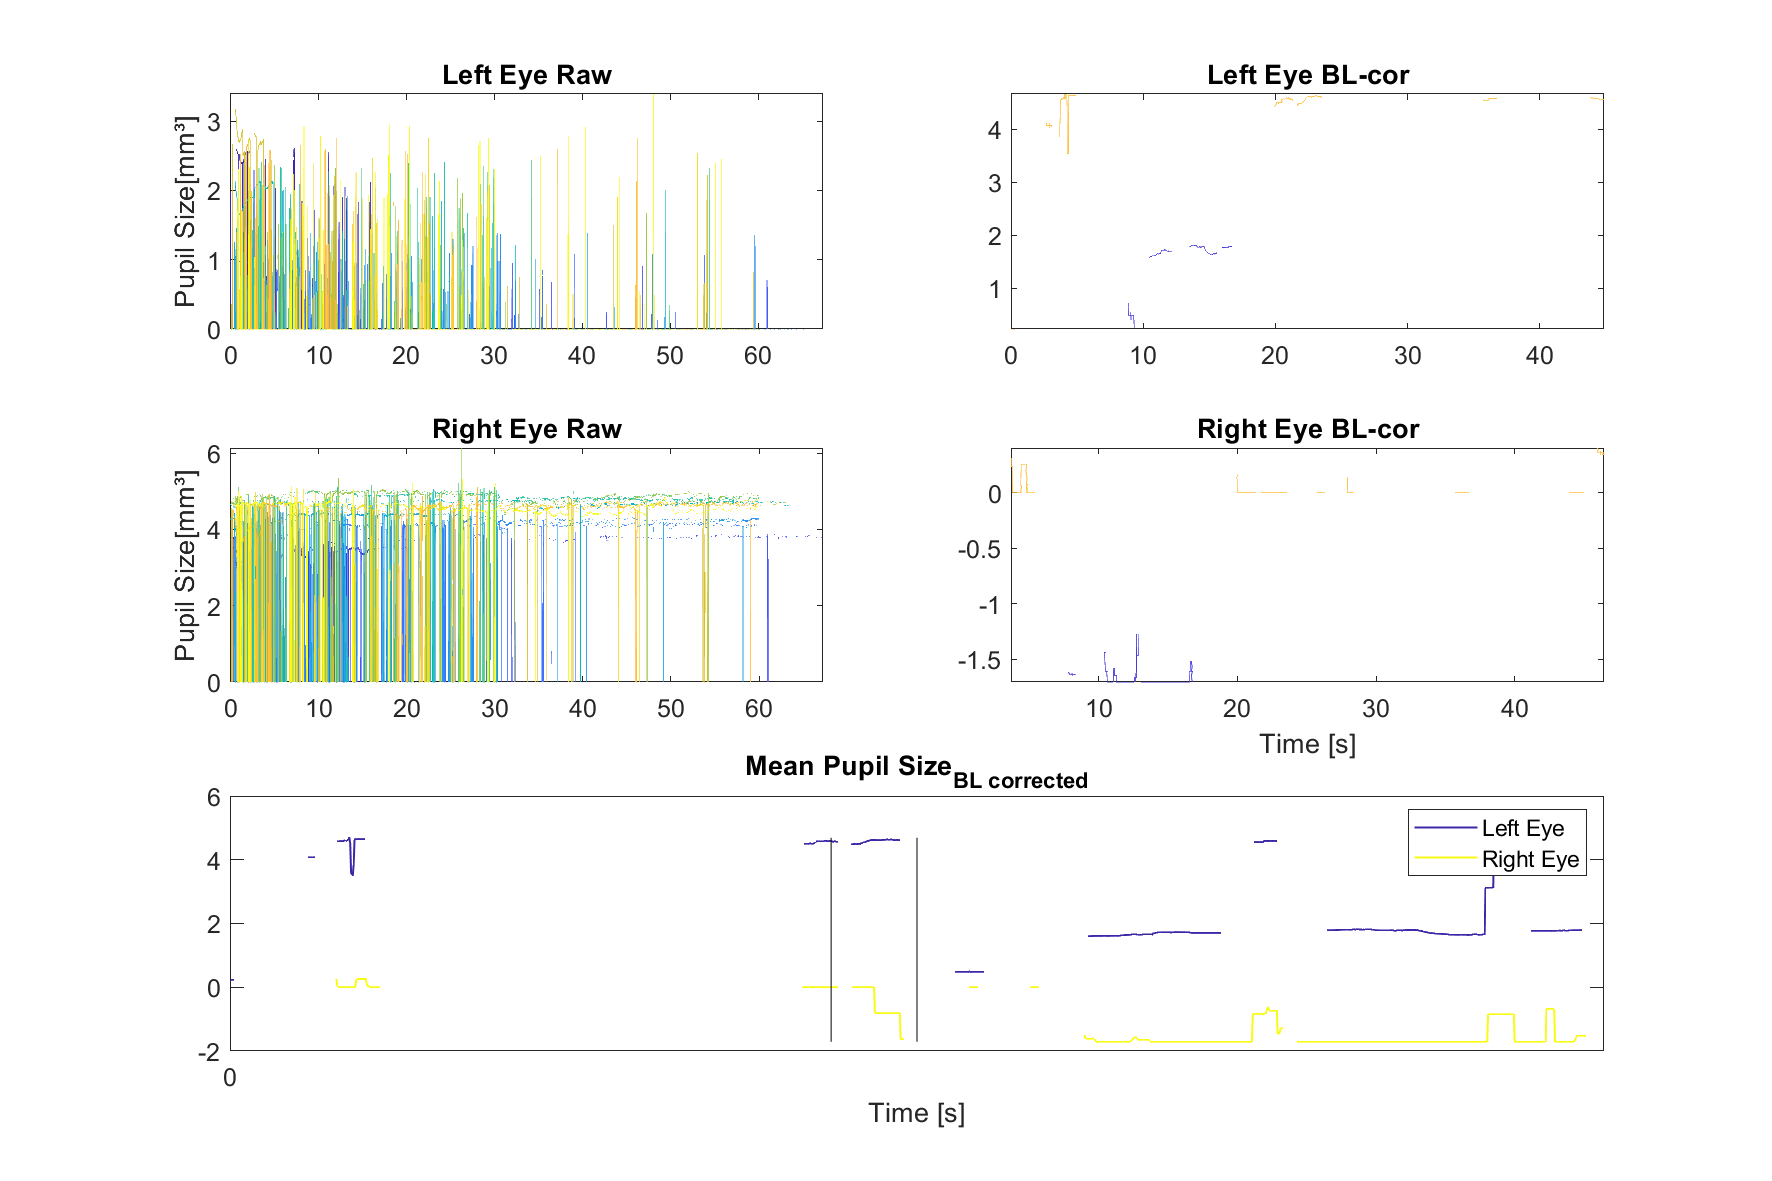 Left Eye Raw
Pupil Size[mm³]
3
2
1
0
0 10 20 30 40 50 60
Left Eye BL-cor
4
3
2
1
0 10 20 30 40
Right Eye Raw
Pupil Size[mm³]
6
4
2
0
0 10 20 30 40 50 60
Right Eye BL-cor
0
-0.5
-1
-1.5
10 20 30 40
Time [s]
Mean Pupil Size BL corrected
6
4
2
0
-2
0
Left Eye
Right Eye
Time [s]